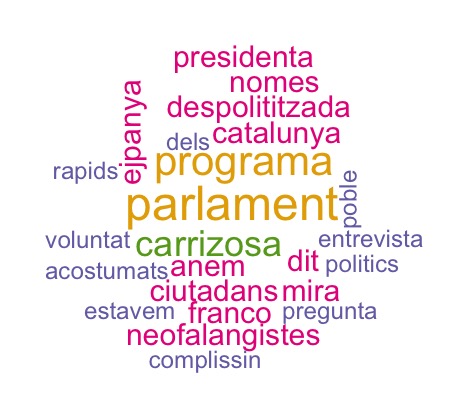 presidenta
nomes
ejpanya
despolititzada
dels catalunya
rapids programa
parlament
poble
voluntat carrizosa entrevista
acostumats anem dit politics
ciutadans mira
estavem franco pregunta
neofalangistes
complissin